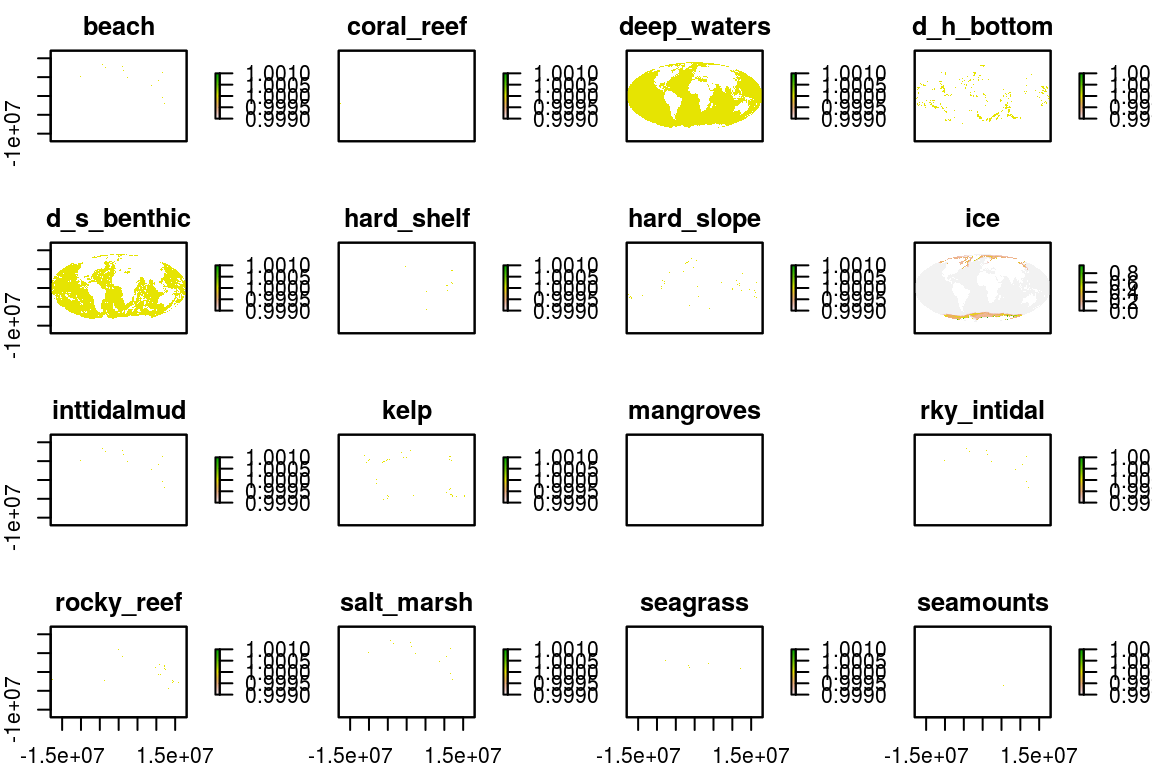 beach coral_reef deep_waters d_h_bottom
1.0010 1.0010 1.0010 1.00
1.0005 1.0005 1.0005 1.00
1.0000 1.0000 1.0000 1.00
0.9995 0.9995 0.9995 0.99
0.9990 0.9990 0.9990 0.99
-1e+07
d_s_benthic hard_shelf hard_slope ice
1.0010 1.0010 1.0010 0.8
1.0005 1.0005 1.0005 0.6
1.0000 1.0000 1.0000 0.4
0.9995 0.9995 0.9995 0.2
0.9990 0.9990 0.9990 0.0
-1e+07
inttidalmud kelp mangroves rky_intidal
1.0010 1.0010 1.00
1.0005 1.0005 1.00
1.0000 1.0000 1.00
0.9995 0.9995 0.99
0.9990 0.9990 0.99
-1e+07
rocky_reef salt_marsh seagrass seamounts
1.0010 1.0010 1.0010 1.00
1.0005 1.0005 1.0005 1.00
1.0000 1.0000 1.0000 1.00
0.9995 0.9995 0.9995 0.99
0.9990 0.9990 0.9990 0.99
-1e+07
-1.5e+07 1.5e+07 -1.5e+07 1.5e+07 -1.5e+07 1.5e+07 -1.5e+07 1.5e+07